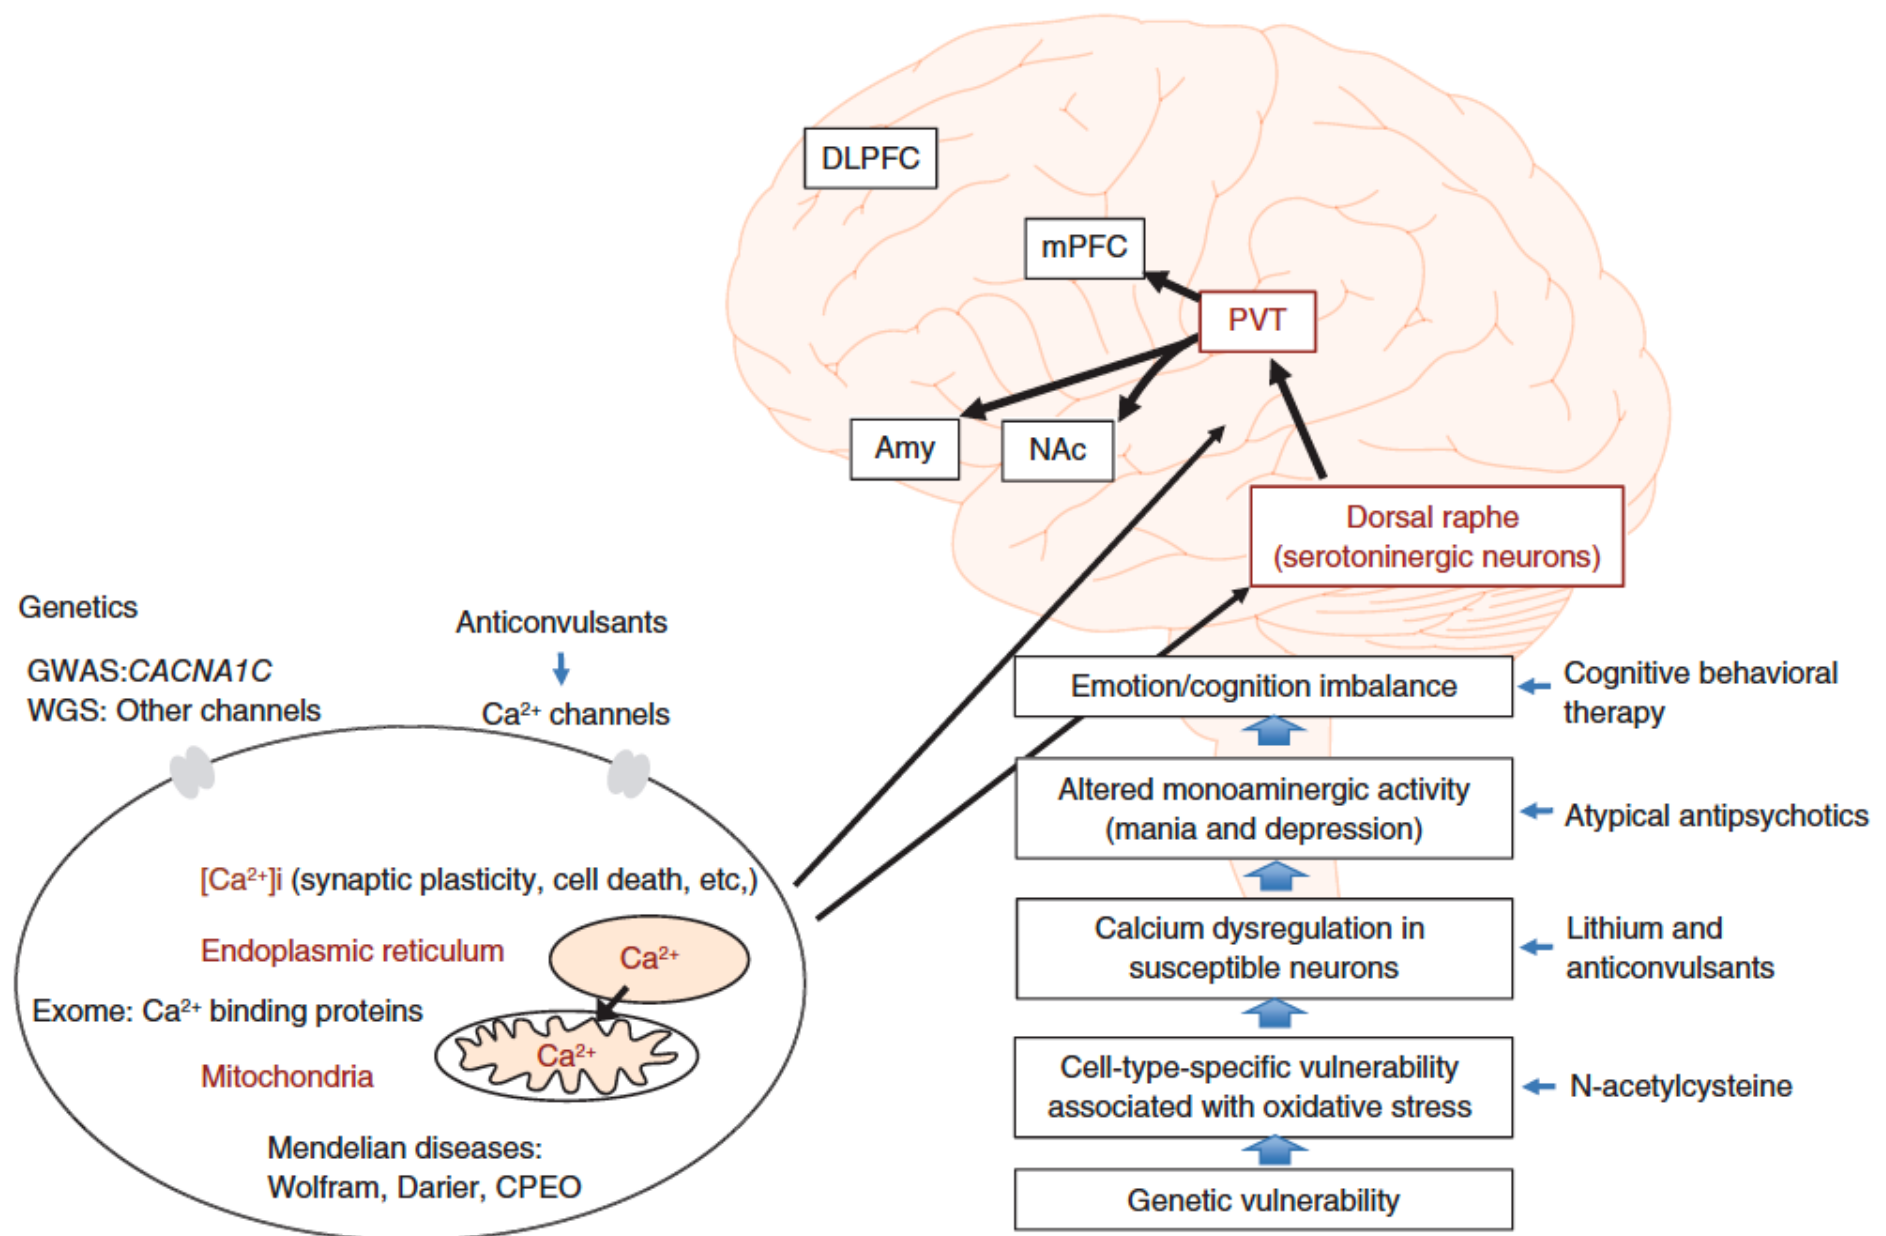 DLPFC
mPFC
PVT
Amy
NAc
Dorsal raphe
(serotoninergic neurons)
Genetics
GWAS:CACNA1C
WGS: Other channels
Anticonvulsants
Ca²⁺ channels
[Ca²⁺]i (synaptic plasticity, cell death, etc,)
Endoplasmic reticulum
Ca²⁺
Exome: Ca²⁺ binding proteins
Ca²⁺
Mitochondria
Mendelian diseases:
Wolfram, Darier, CPEO
Emotion/cognition imbalance
Cognitive behavioral
therapy
Altered monoaminergic activity
(mania and depression)
Atypical antipsychotics
Calcium dysregulation in
susceptible neurons
Lithium and
anticonvulsants
Cell-type-specific vulnerability
associated with oxidative stress
N-acetylcysteine
Genetic vulnerability